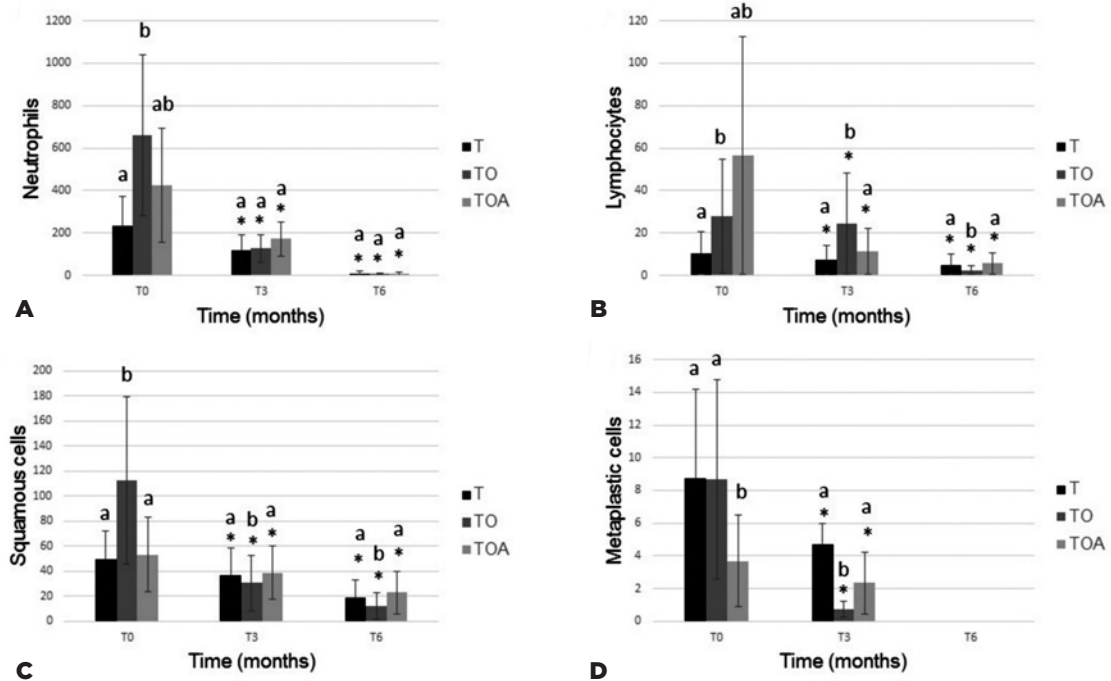 1200
1000
800
600
400
200
0
Neutrophils
a
b
ab
a
*
a
*
a
*
a
*
a
*
a
*
T0
T3
T6
Time (months)
T
TO
TOA
A
120
100
80
60
40
20
0
Lymphociytes
a
b
ab
a
*
b
*
a
*
a
*
b
*
a
*
T0
T3
T6
Time (months)
T
TO
TOA
B
200
180
160
140
120
100
80
60
40
20
0
Squamous cells
a
b
a
a
*
b
*
a
*
a
*
b
*
a
*
T0
T3
T6
Time (months)
T
TO
TOA
C
16
14
12
10
8
6
4
2
0
Metaplastic cells
a
a
b
a
*
b
*
a
*
T0
T3
T6
Time (months)
T
TO
TOA
D